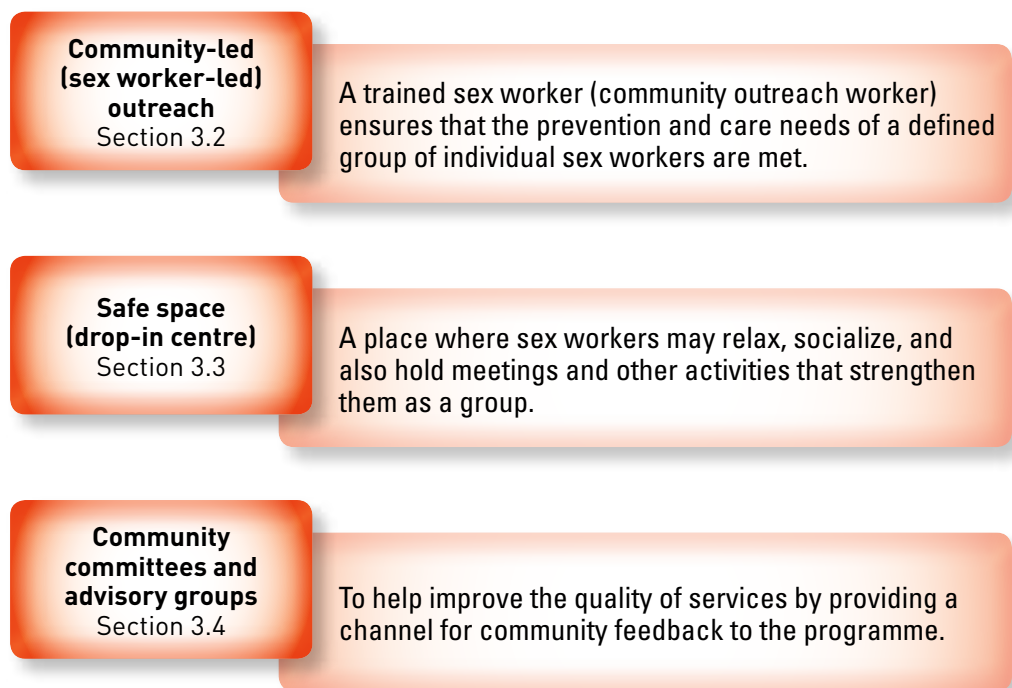 Community-led
(sex worker-led)
outreach
Section 3.2
A trained sex worker (community outreach worker)
ensures that the prevention and care needs of a defined
group of individual sex workers are met.
Safe space
(drop-in centre)
Section 3.3
A place where sex workers may relax, socialize, and
also hold meetings and other activities that strengthen
them as a group.
Community
committees and
advisory groups
Section 3.4
To help improve the quality of services by providing a
channel for community feedback to the programme.